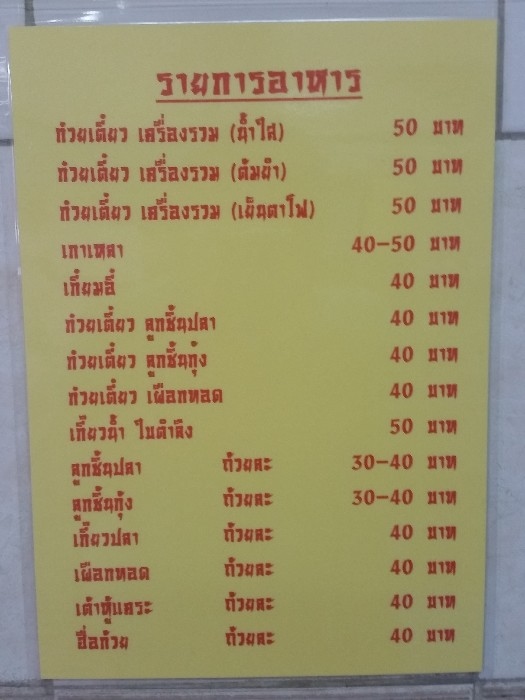 รายการอาหาร
ก๋วยเตี๋ยว เครื่องรวม (น้ำใส) 50 บาท
ก๋วยเตี๋ยว เครื่องรวม (ต้มยำ) 50 บาท
ก๋วยเตี๋ยว เครื่องรวม (เย็นตาโฟ) 50 บาท
เกาเหลา 40-50 บาท
เกี้ยมอี๋ 40 บาท
ก๋วยเตี๋ยว ลูกชิ้นปลา 40 บาท
ก๋วยเตี๋ยว ลูกชิ้นกุ้ง 40 บาท
ก๋วยเตี๋ยว เผือกทอด 40 บาท
เกี๊ยวน้ำ ใบตำลึง 50 บาท
ลูกชิ้นปลา ถ้วยละ 30-40 บาท
ลูกชิ้นกุ้ง ถ้วยละ 30-40 บาท
เกี๊ยวปลา ถ้วยละ 40 บาท
เผือกทอด ถ้วยละ 40 บาท
เต้าหู้แคระ ถ้วยละ 40 บาท
ฮื่อก้วย ถ้วยละ 40 บาท